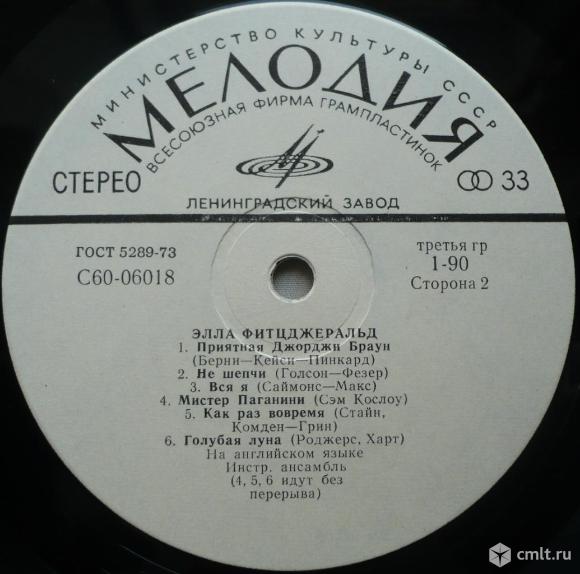 МИНИСТЕРСТВО КУЛЬТУРЫ СССР
МЕЛОДИЯ
ВСЕСОЮЗНАЯ ФИРМА ГРАМПЛАСТИНОК
СТЕРЕО
33
ЛЕНИНГРАДСКИЙ ЗАВОД
ГОСТ 5289-73
С60-06018
третья гр
1-90
Сторона 2
ЭЛЛА ФИТЦДЖЕРАЛЬД
1. Приятная Джорджи Браун
(Берни—Кейси—Пинкард)
2. Не шепчи (Голсон—Фезер)
3. Вся я (Саймонс—Макс)
4. Мистер Паганини (Сэм Кослоу)
5. Как раз вовремя (Стайн,
Комден—Грин)
6. Голубая луна (Роджерс, Харт)
На английском языке
Инстр. ансамбль
(4, 5, 6 идут без
перерыва)
cmlt.ru